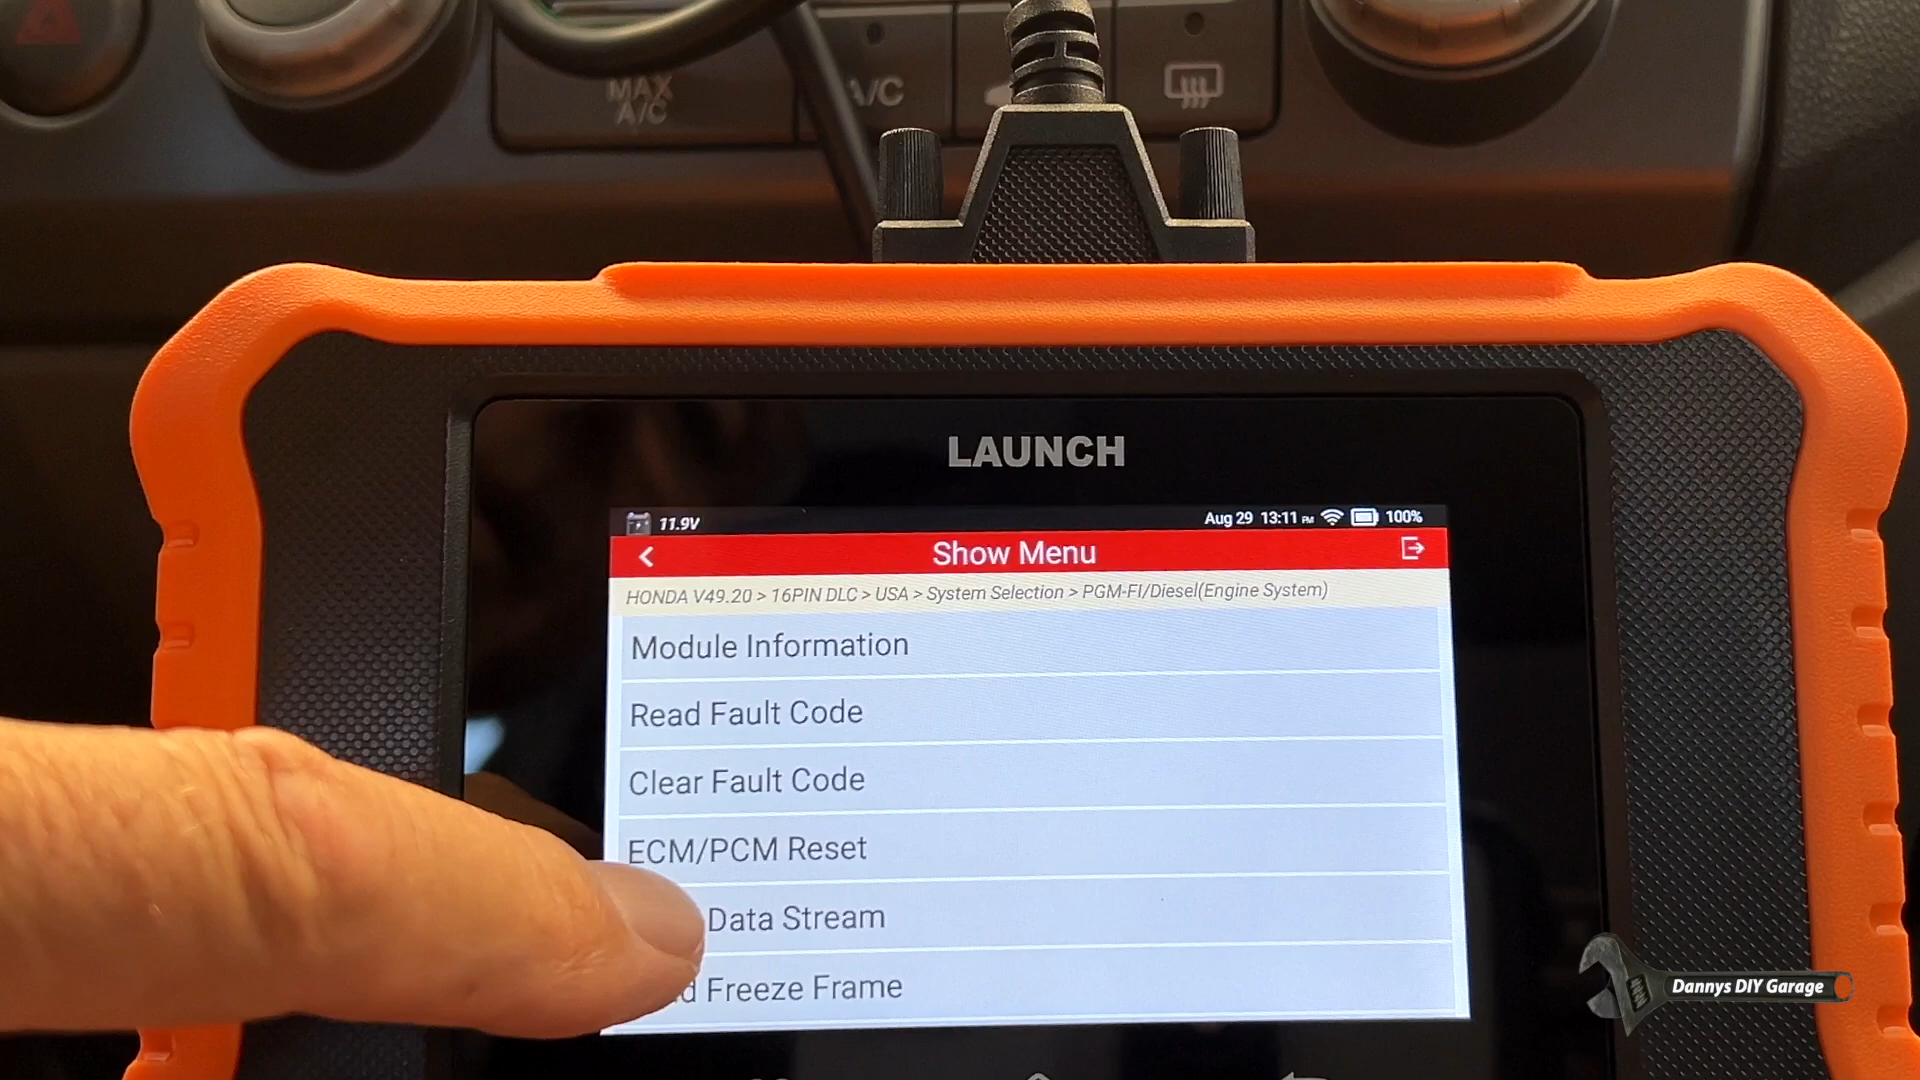 MAX
A/C
A/C
LAUNCH
11.9V
Aug 29 13:11 PM 100%
Show Menu
HONDA V49.20 > 16PIN DLC > USA > System Selection > PGM-FI/Diesel(Engine System)
Module Information
Read Fault Code
Clear Fault Code
ECM/PCM Reset
Data Stream
Freeze Frame
Dannys DIY Garage